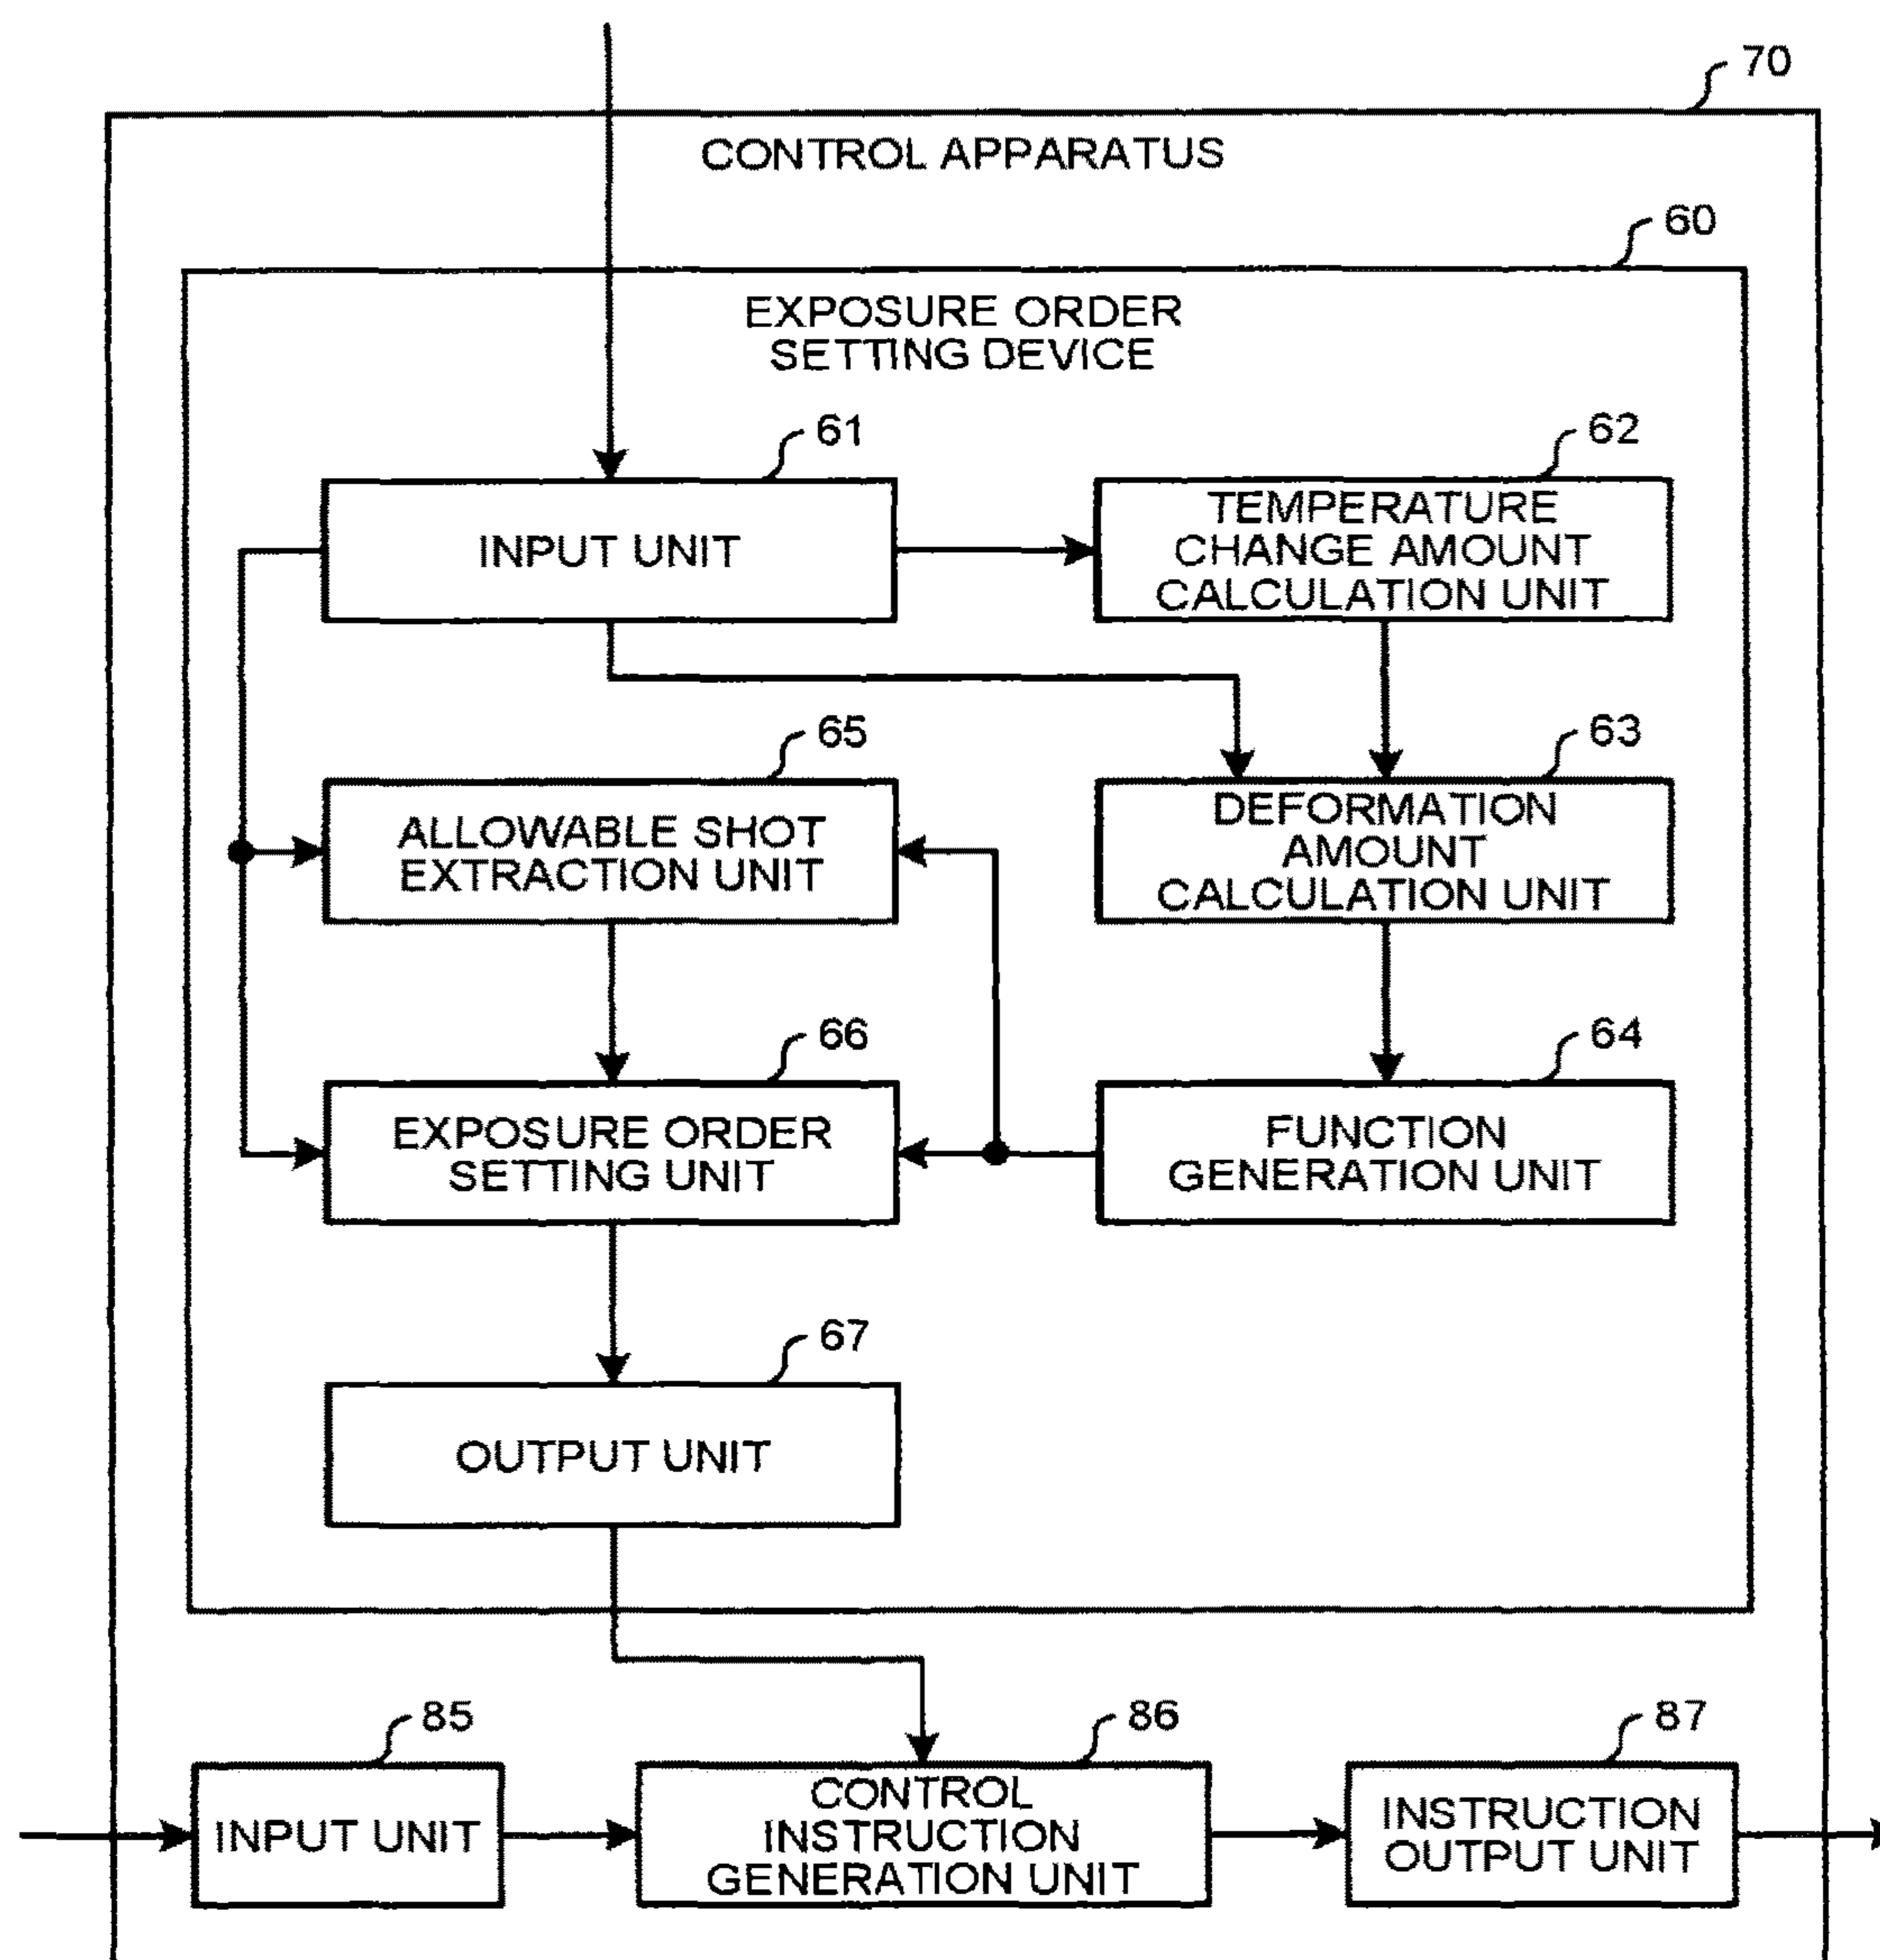 70
CONTROL APPARATUS
60
EXPOSURE ORDER
SETTING DEVICE
61
INPUT UNIT
62
TEMPERATURE
CHANGE AMOUNT
CALCULATION UNIT
65
ALLOWABLE SHOT
EXTRACTION UNIT
63
DEFORMATION
AMOUNT
CALCULATION UNIT
66
EXPOSURE ORDER
SETTING UNIT
64
FUNCTION
GENERATION UNIT
67
OUTPUT UNIT
85
INPUT UNIT
86
CONTROL
INSTRUCTION
GENERATION UNIT
87
INSTRUCTION
OUTPUT UNIT